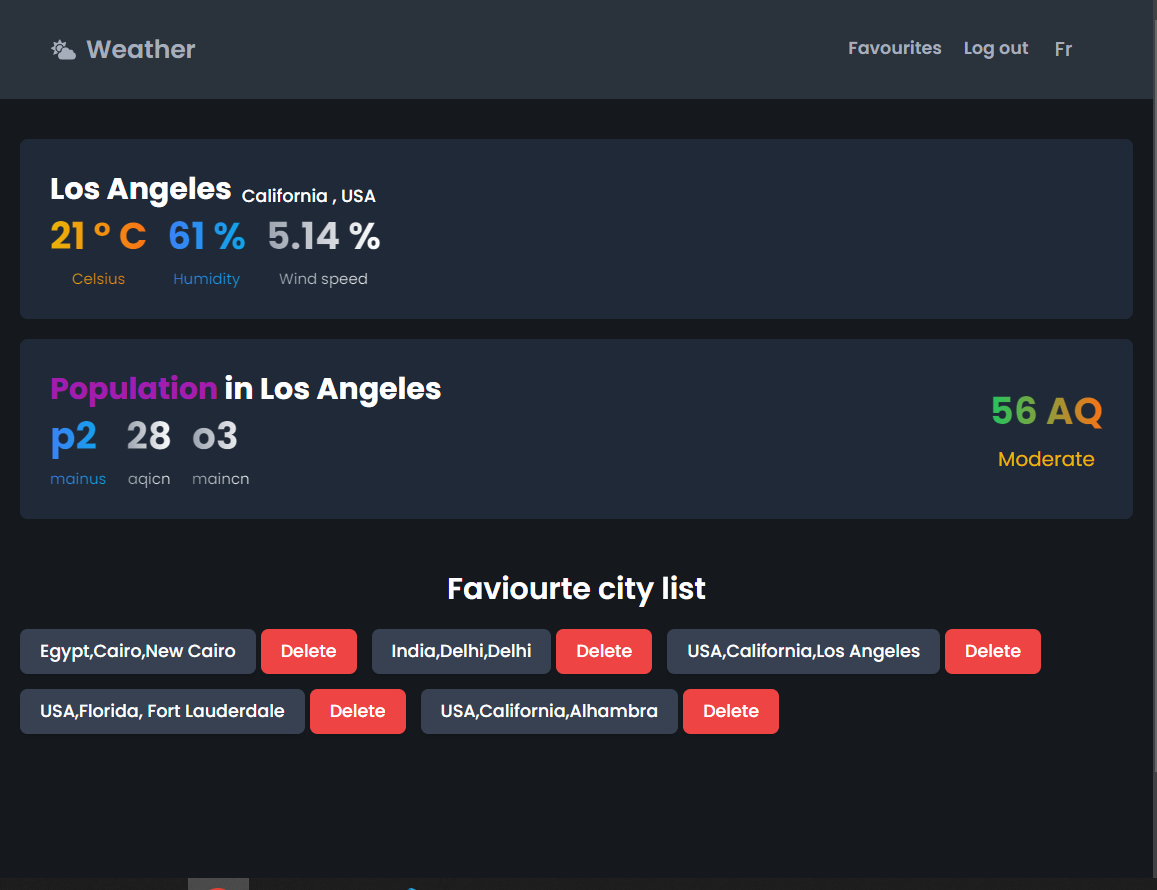 Weather
Favourites Log out Fr
Los Angeles California , USA
21 ° C 61 % 5.14 %
Celsius Humidity Wind speed
Population in Los Angeles
p2 28 o3
mainus aqicn maincn
56 AQ
Moderate
Faviourte city list
Egypt,Cairo,New Cairo Delete India,Delhi,Delhi Delete USA,California,Los Angeles Delete
USA,Florida, Fort Lauderdale Delete USA,California,Alhambra Delete